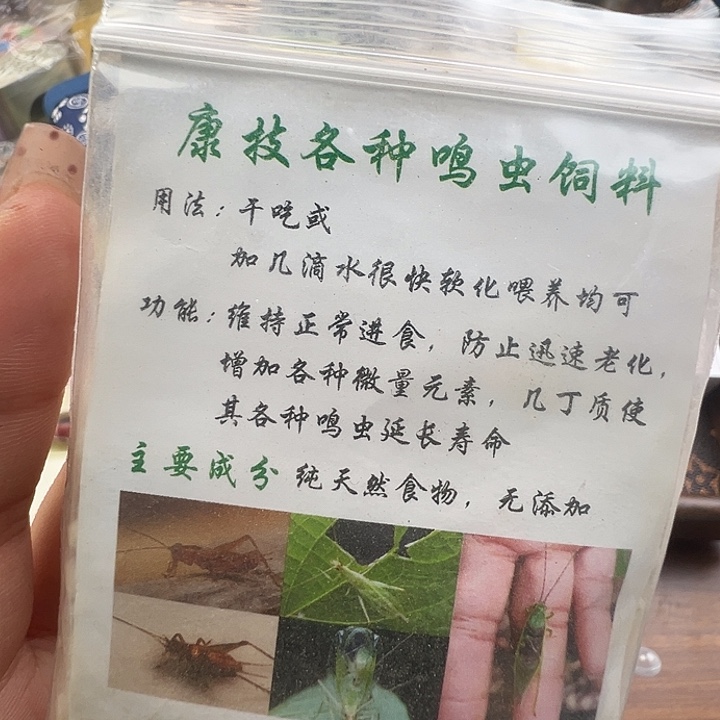 康技各种鸣虫饲料
用法：干吃或
加几滴水很快软化喂养均可
功能：维持正常进食，防止迅速老化，
增加各种微量元素，几丁质使
其各种鸣虫延长寿命
主要成分 纯天然食物，无添加